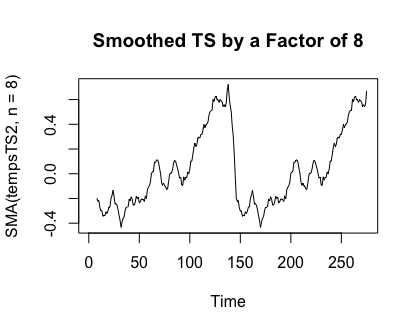 Smoothed TS by a Factor of 8
SMA(tempsTS2, n = 8)
0.4
0.0
-0.4
0 50 100 150 200 250
Time